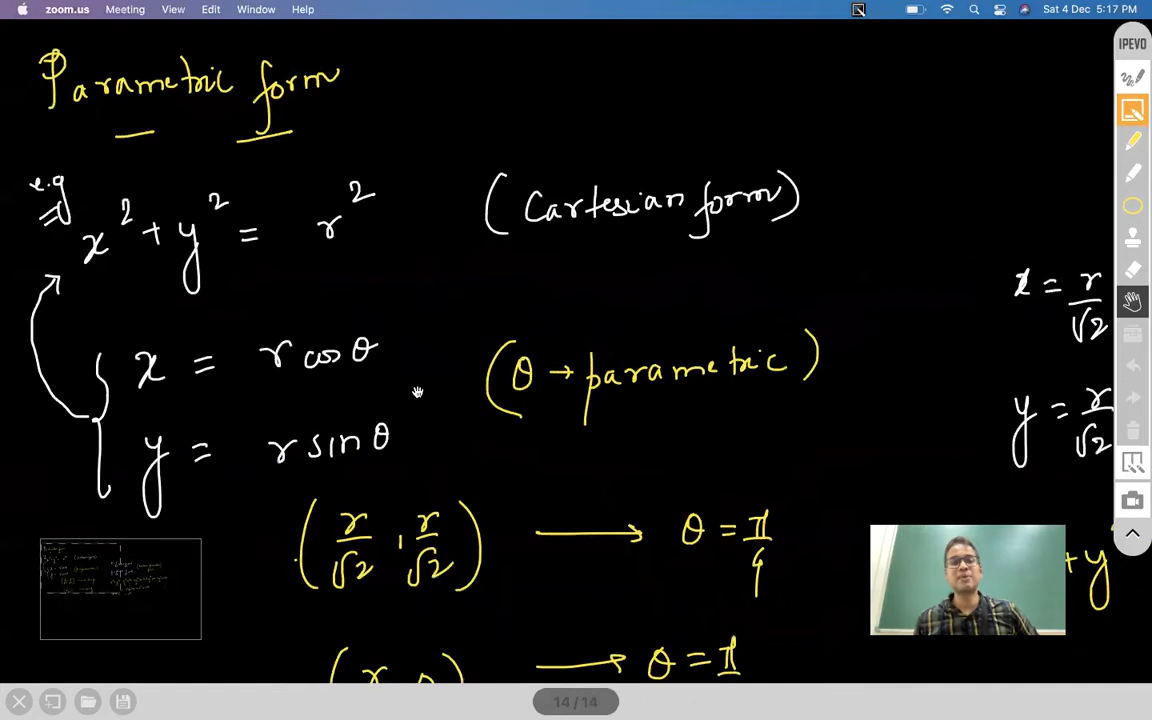 zoom.us Meeting View Edit Window Help Sat 4 Dec 5:17 PM
IPEVO
Parametric form
e.g
x² + y² = r² (Cartesian form)
x = r/√2
x = r cos θ (θ → parametric)
y = r/√2
y = r sin θ
(r/√2, r/√2) → θ = π/4
+ y
→ θ = π
14 / 14